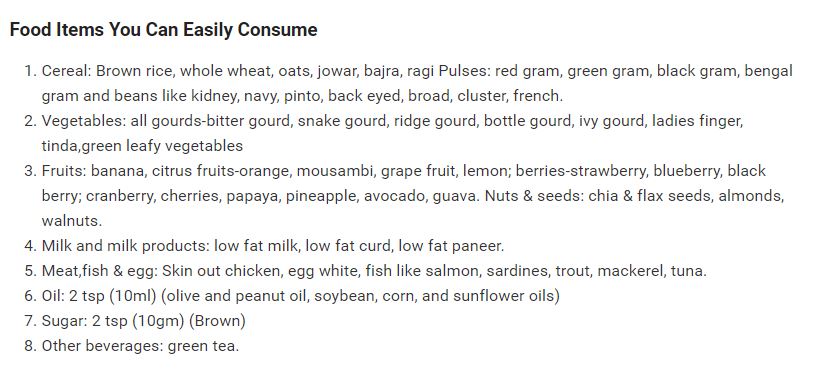 Food Items You Can Easily Consume
1. Cereal: Brown rice, whole wheat, oats, jowar, bajra, ragi Pulses: red gram, green gram, black gram, bengal
gram and beans like kidney, navy, pinto, back eyed, broad, cluster, french.
2. Vegetables: all gourds-bitter gourd, snake gourd, ridge gourd, bottle gourd, ivy gourd, ladies finger,
tinda,green leafy vegetables
3. Fruits: banana, citrus fruits-orange, mousambi, grape fruit, lemon; berries-strawberry, blueberry, black
berry; cranberry, cherries, papaya, pineapple, avocado, guava. Nuts & seeds: chia & flax seeds, almonds,
walnuts.
4. Milk and milk products: low fat milk, low fat curd, low fat paneer.
5. Meat,fish & egg: Skin out chicken, egg white, fish like salmon, sardines, trout, mackerel, tuna.
6. Oil: 2 tsp (10ml) (olive and peanut oil, soybean, corn, and sunflower oils)
7. Sugar: 2 tsp (10gm) (Brown)
8. Other beverages: green tea.